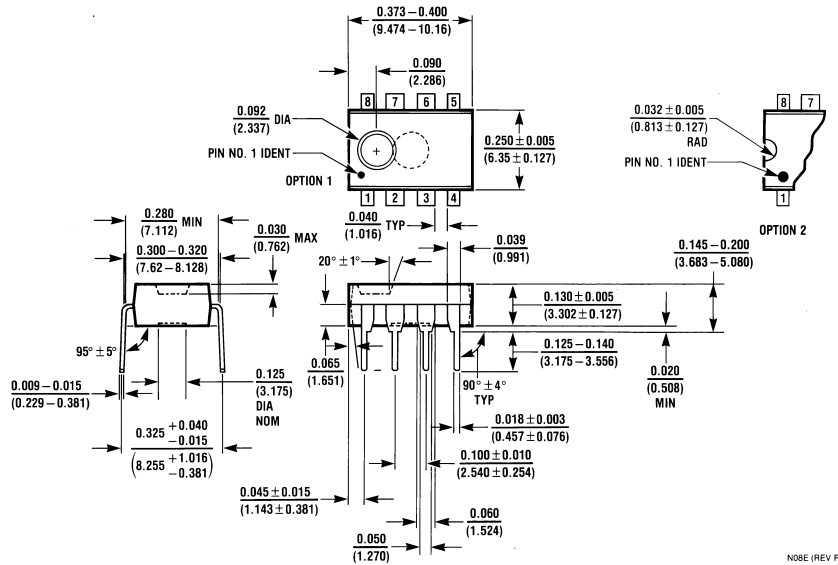 0.373–0.400
(9.474–10.16)
0.090
(2.286)
8 7 6 5
0.092
(2.337)
DIA
PIN NO. 1 IDENT
OPTION 1
1 2 3 4
0.250 ± 0.005
(6.35 ± 0.127)
0.032 ± 0.005
(0.813 ± 0.127)
RAD
PIN NO. 1 IDENT
8 7
1
OPTION 2
0.280
(7.112)
MIN
0.030
(0.762)
MAX
0.300 – 0.320
(7.62 – 8.128)
0.040
(1.016)
TYP
0.039
(0.991)
20° ± 1°
0.145 – 0.200
(3.683 – 5.080)
0.130 ± 0.005
(3.302 ± 0.127)
0.125 – 0.140
(3.175 – 3.556)
0.020
(0.508)
MIN
95° ± 5°
0.009 – 0.015
(0.229 – 0.381)
0.125
(3.175)
DIA
NOM
0.065
(1.651)
90° ± 4°
TYP
0.018 ± 0.003
(0.457 ± 0.076)
0.325 +0.040
−0.015
(8.255 +1.016
−0.381)
0.100 ± 0.010
(2.540 ± 0.254)
0.045 ± 0.015
(1.143 ± 0.381)
0.060
(1.524)
0.050
(1.270)
N08E (REV F